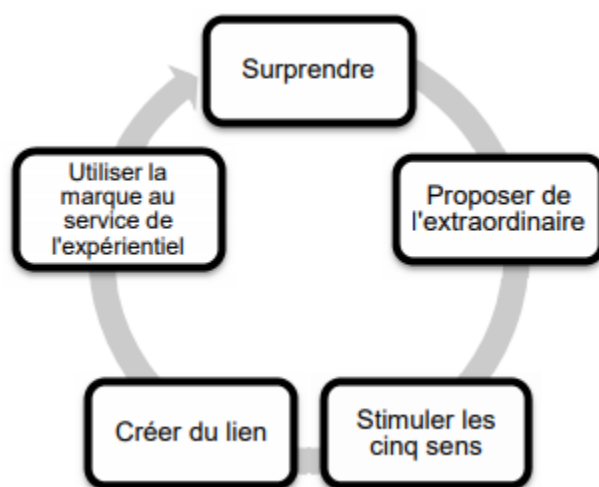 Surprendre
Proposer de
l'extraordinaire
Stimuler les
cinq sens
Créer du lien
Utiliser la
marque au
service de
l'expérientiel